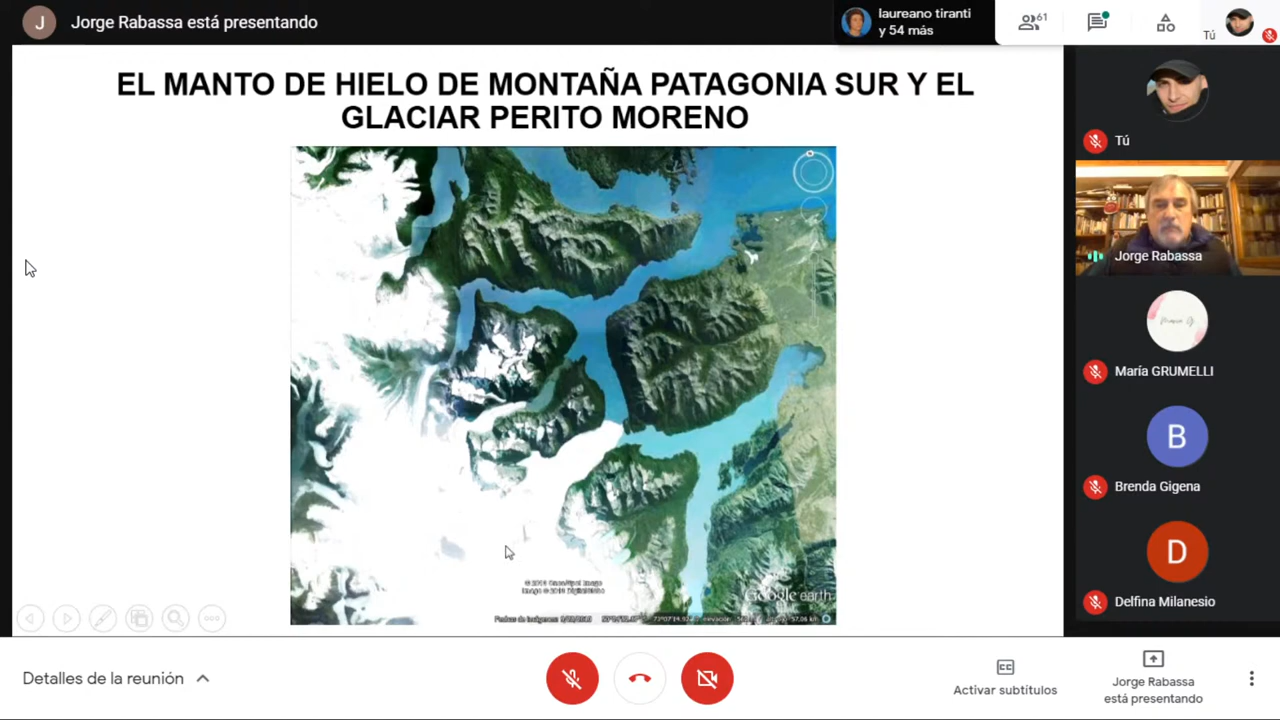 J
Jorge Rabassa está presentando
laureano tiranti
y 54 más
61
Tú
EL MANTO DE HIELO DE MONTAÑA PATAGONIA SUR Y EL
GLACIAR PERITO MORENO
Google earth
Tú
Jorge Rabassa
María GRUMELLI
B
Brenda Gigena
D
Delfina Milanesio
Detalles de la reunión
CC
Activar subtítulos
Jorge Rabassa
está presentando